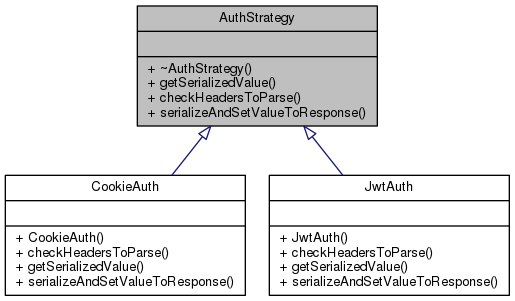 AuthStrategy
+ ~AuthStrategy()
+ getSerializedValue()
+ checkHeadersToParse()
+ serializeAndSetValueToResponse()
CookieAuth
+ CookieAuth()
+ checkHeadersToParse()
+ getSerializedValue()
+ serializeAndSetValueToResponse()
JwtAuth
+ JwtAuth()
+ checkHeadersToParse()
+ getSerializedValue()
+ serializeAndSetValueToResponse()